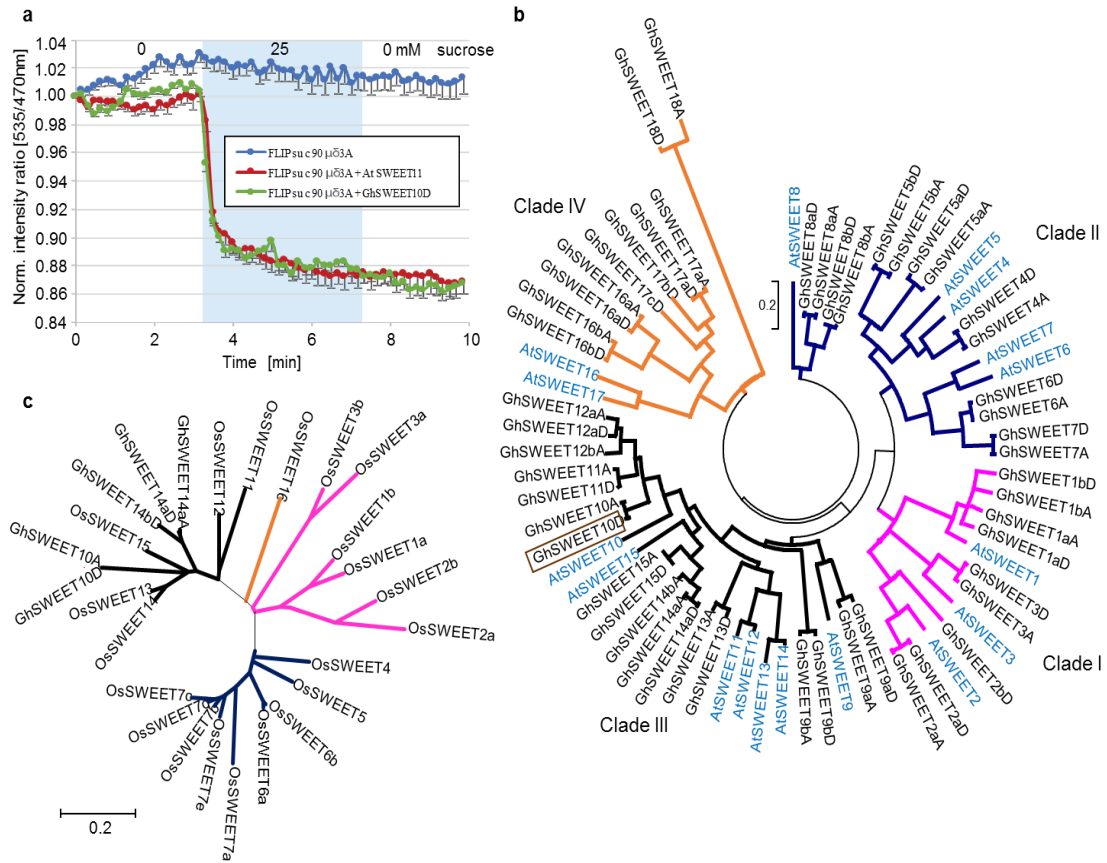 a
0 25 0 mM sucrose
1.04
1.02
1.00
0.98
0.96
0.94
0.92
0.90
0.88
0.86
0.84
Norm. intensity ratio [535/470nm]
FLIPsuc90μδ3A
FLIPsuc90μδ3A+AtSWEET11
FLIPsuc90μδ3A+GhSWEET10D
0 2 4 6 8 10
Time [min]
b
GhSWEET18D
GhSWEET18A
Clade IV
GhSWEET17aA
GhSWEET17aD
GhSWEET17bD
GhSWEET17cD
GhSWEET16aA
GhSWEET16aD
GhSWEET16bA
GhSWEET16bD
AtSWEET16
AtSWEET17
0.2
Clade II
AtSWEET8
GhSWEET8aD
GhSWEET8aA
GhSWEET8bD
GhSWEET8bA
GhSWEET5bD
GhSWEET5bA
GhSWEET5aD
GhSWEET5aA
AtSWEET5
AtSWEET4
GhSWEET4D
GhSWEET4A
AtSWEET7
AtSWEET6
GhSWEET6D
GhSWEET6A
GhSWEET7D
GhSWEET7A
GhSWEET1bD
GhSWEET1bA
GhSWEET1aA
GhSWEET1aD
AtSWEET1
GhSWEET3D
GhSWEET3A
AtSWEET3
GhSWEET2bD
AtSWEET2
GhSWEET2aD
GhSWEET2aA
Clade I
GhSWEET9aD
GhSWEET9aA
AtSWEET9
GhSWEET9bD
GhSWEET9bA
AtSWEET14
AtSWEET13
AtSWEET12
AtSWEET11
GhSWEET13D
GhSWEET13A
GhSWEET14aD
GhSWEET14aA
GhSWEET14bA
GhSWEET15D
GhSWEET15A
AtSWEET15
AtSWEET10
GhSWEET10D
GhSWEET10A
GhSWEET11D
GhSWEET11A
GhSWEET12bA
GhSWEET12aD
GhSWEET12aA
Clade III
c
OsSWEET3b
OsSWEET3a
OsSWEET16
OsSWEET11
OsSWEET12
GhSWEET14aA
GhSWEET14aD
GhSWEET14bD
OsSWEET15
GhSWEET10A
GhSWEET10D
OsSWEET13
OsSWEET14
OsSWEET1b
OsSWEET1a
OsSWEET2b
OsSWEET2a
OsSWEET4
OsSWEET5
OsSWEET6b
OsSWEET6a
OsSWEET7a
OsSWEET7e
0.2